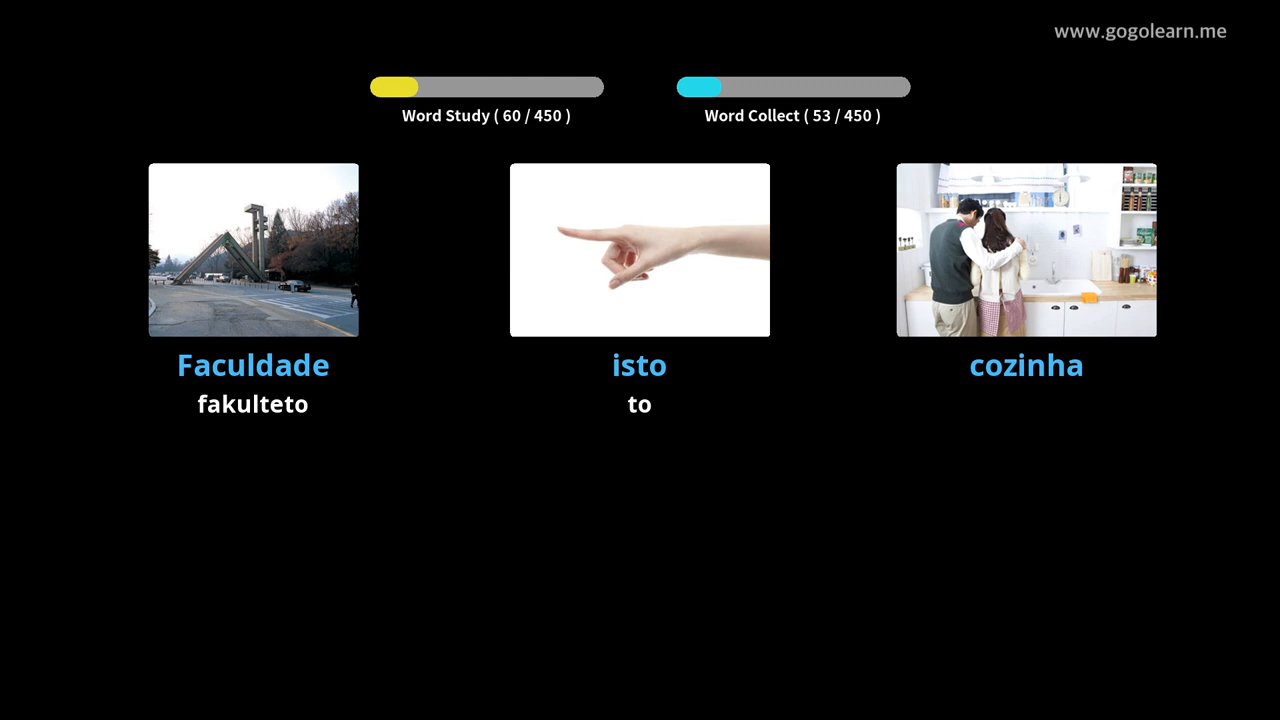 www.gogolearn.me
Word Study ( 60 / 450 )
Word Collect ( 53 / 450 )
Faculdade
fakulteto
isto
to
cozinha